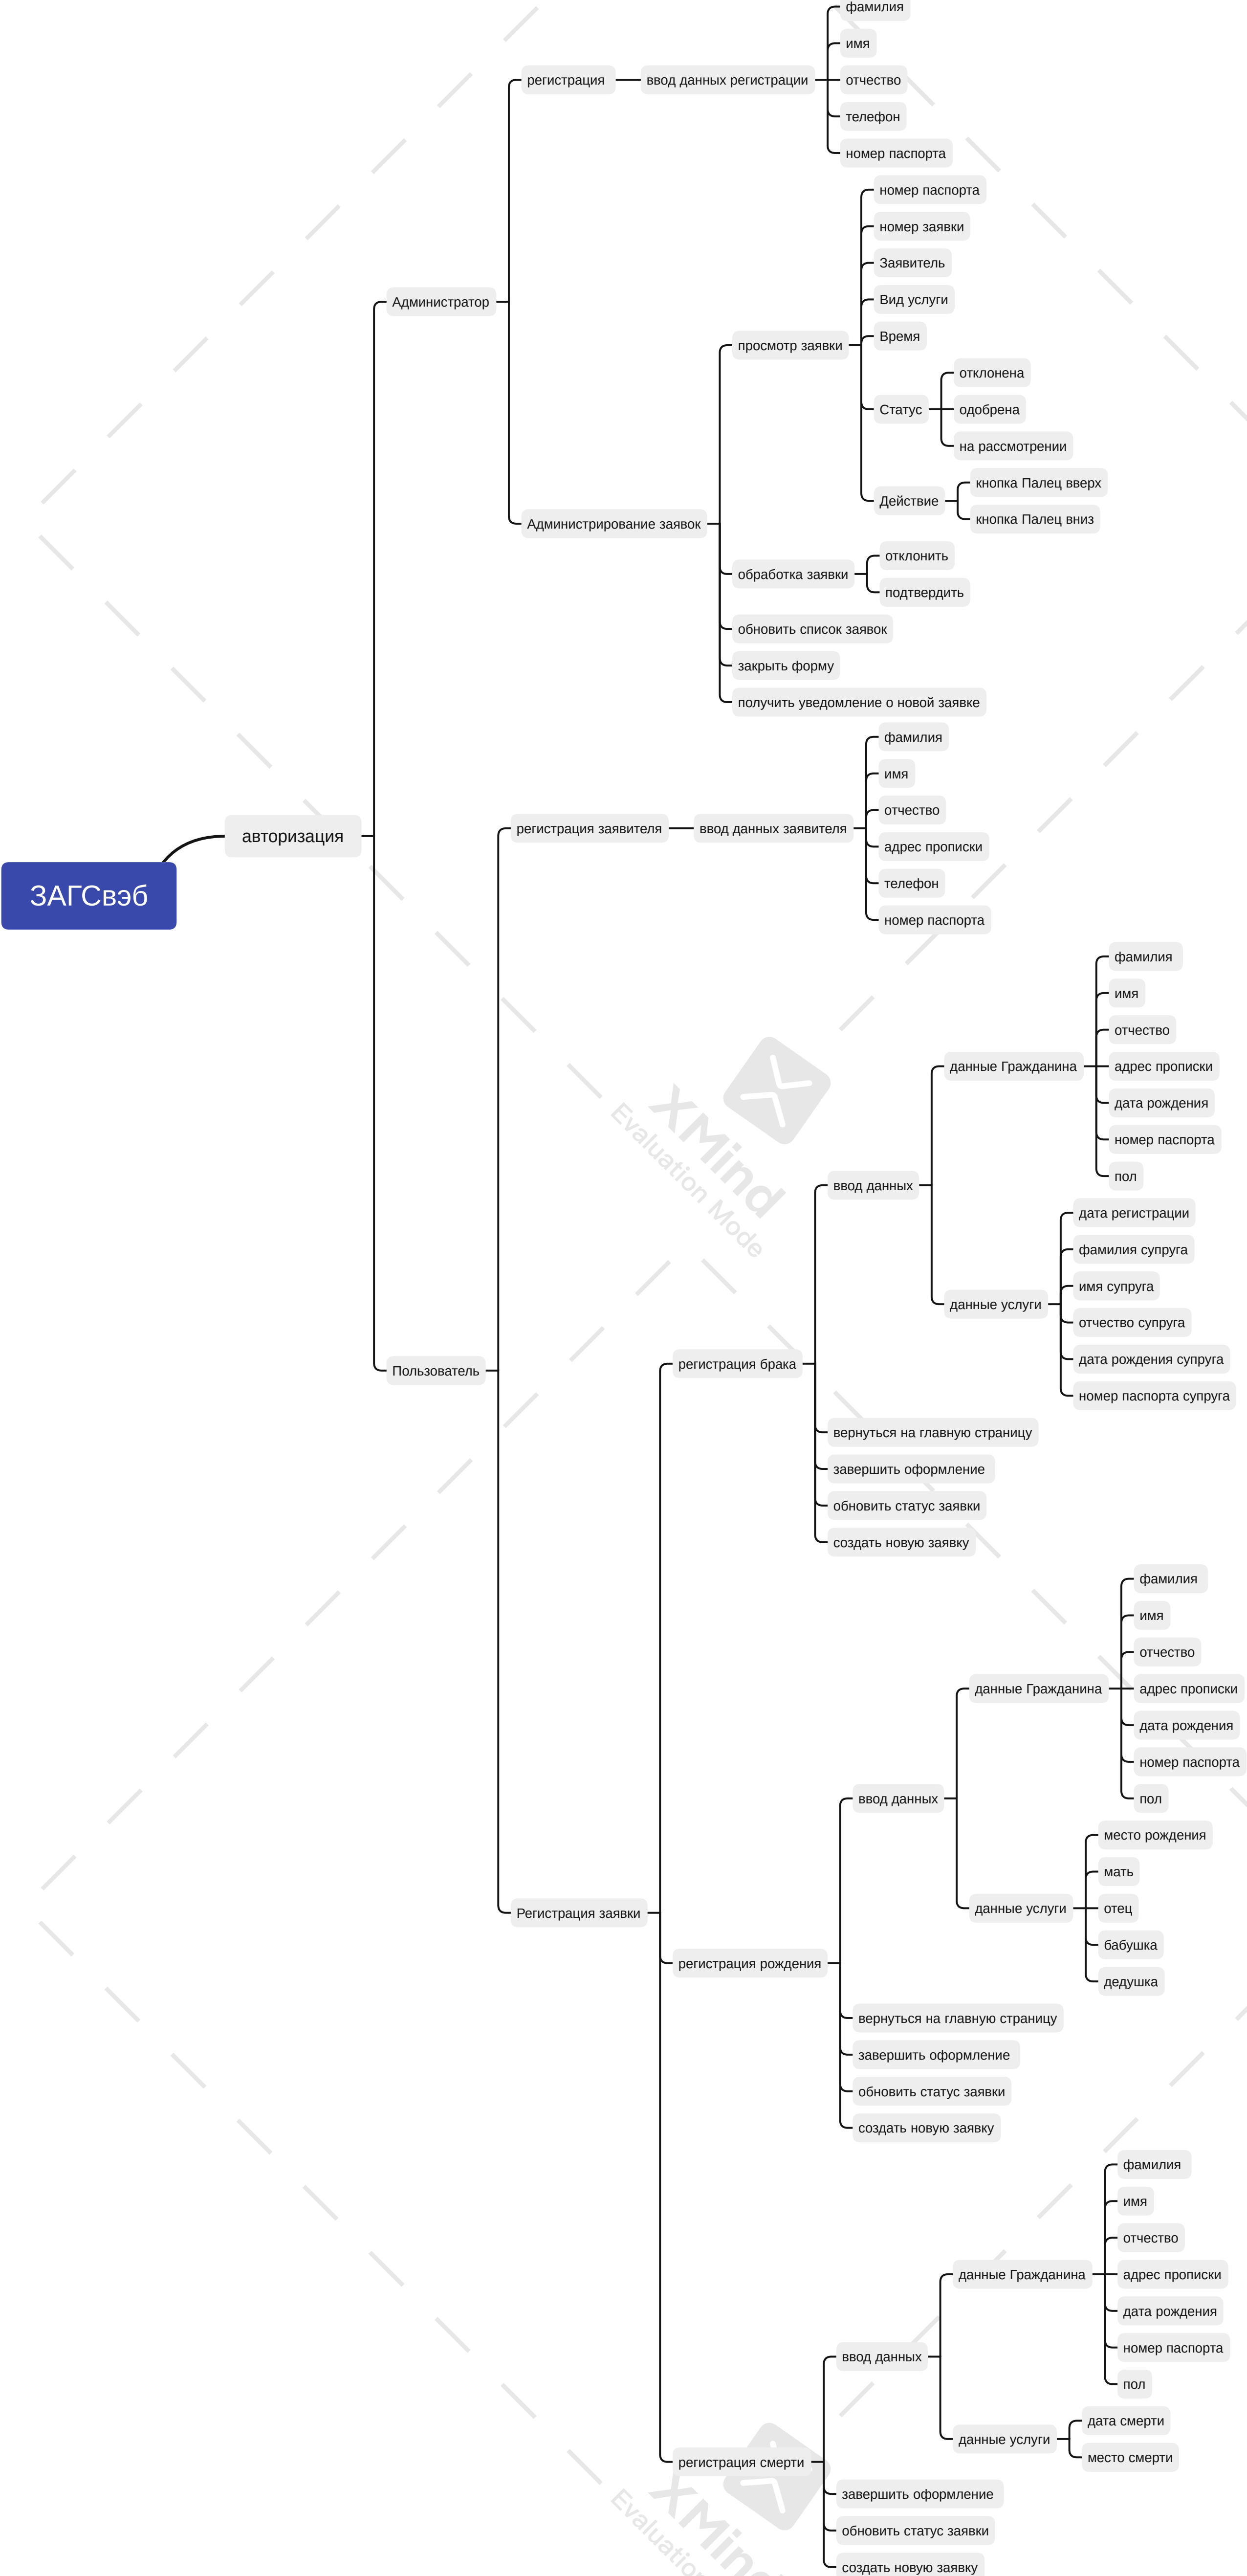 фамилия
имя
регистрация
ввод данных регистрации
отчество
телефон
номер паспорта
Администратор
номер паспорта
номер заявки
Заявитель
Вид услуги
Время
просмотр заявки
отклонена
Статус
одобрена
на рассмотрении
кнопка Палец вверх
Действие
кнопка Палец вниз
Администрирование заявок
отклонить
обработка заявки
подтвердить
обновить список заявок
закрыть форму
получить уведомление о новой заявке
фамилия
имя
отчество
регистрация заявителя
ввод данных заявителя
адрес прописки
телефон
номер паспорта
авторизация
ЗАГСвэб
фамилия
имя
отчество
данные Гражданина
адрес прописки
дата рождения
номер паспорта
пол
XMind
Evaluation Mode
ввод данных
дата регистрации
фамилия супруга
имя супруга
данные услуги
отчество супруга
дата рождения супруга
номер паспорта супруга
Пользователь
регистрация брака
вернуться на главную страницу
завершить оформление
обновить статус заявки
создать новую заявку
фамилия
имя
отчество
данные Гражданина
адрес прописки
дата рождения
номер паспорта
пол
ввод данных
место рождения
мать
данные услуги
отец
бабушка
дедушка
Регистрация заявки
регистрация рождения
вернуться на главную страницу
завершить оформление
обновить статус заявки
создать новую заявку
фамилия
имя
отчество
данные Гражданина
адрес прописки
дата рождения
номер паспорта
пол
ввод данных
дата смерти
данные услуги
место смерти
регистрация смерти
завершить оформление
обновить статус заявки
создать новую заявку
XMind
Evaluation